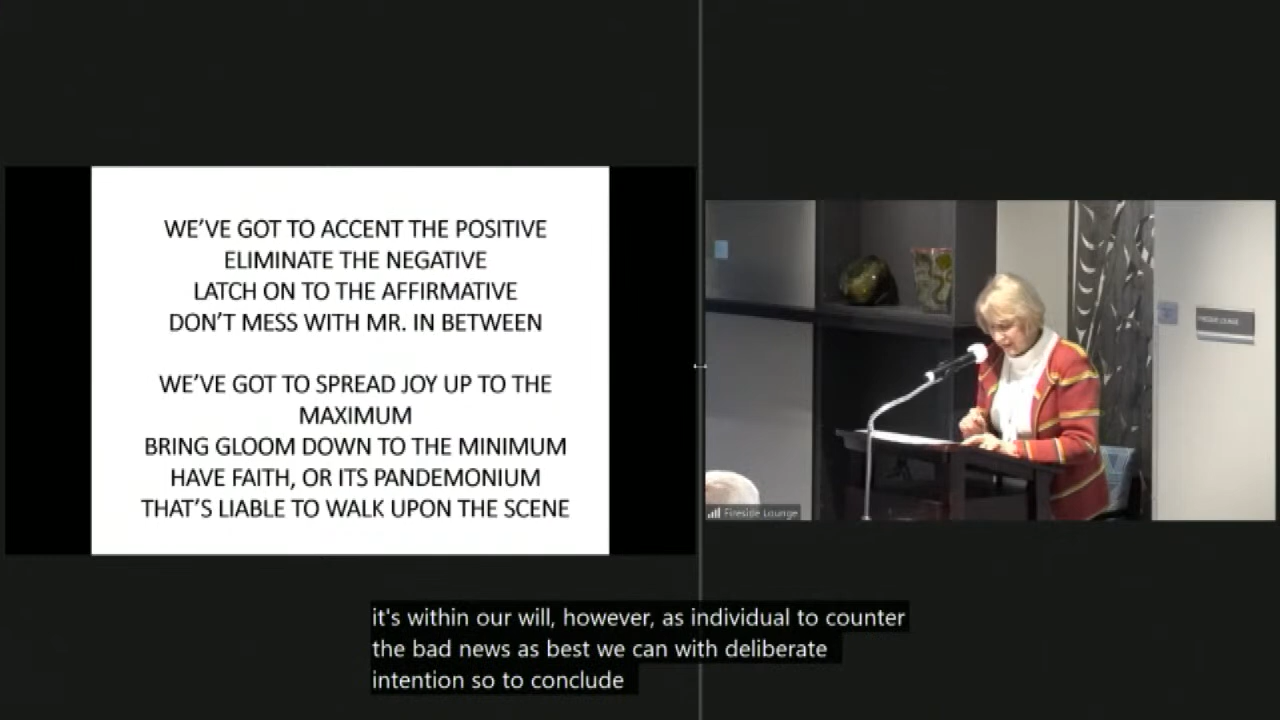 WE'VE GOT TO ACCENT THE POSITIVE
ELIMINATE THE NEGATIVE
LATCH ON TO THE AFFIRMATIVE
DON'T MESS WITH MR. IN BETWEEN
WE'VE GOT TO SPREAD JOY UP TO THE
MAXIMUM
BRING GLOOM DOWN TO THE MINIMUM
HAVE FAITH, OR ITS PANDEMONIUM
THAT'S LIABLE TO WALK UPON THE SCENE
Fireside Lounge
it's within our will, however, as individual to counter
the bad news as best we can with deliberate
intention so to conclude